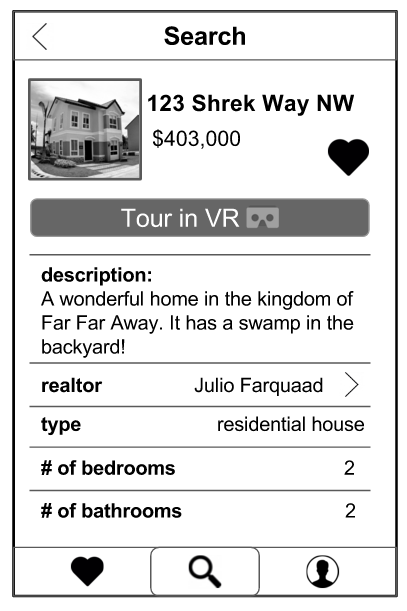 Search
123 Shrek Way NW
$403,000
Tour in VR
description:
A wonderful home in the kingdom of
Far Far Away. It has a swamp in the
backyard!
realtor Julio Farquaad
type residential house
# of bedrooms 2
# of bathrooms 2